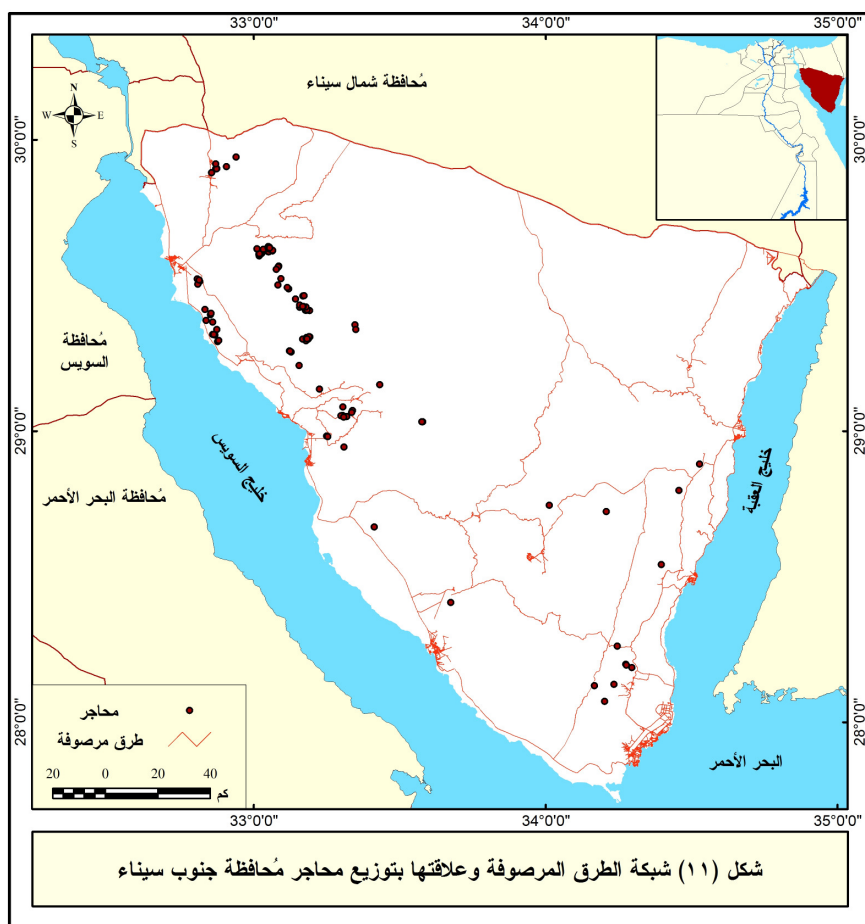 33°0'0"
34°0'0"
35°0'0"
مُحافظة شمال سيناء
N
W
E
S
30°0'0"
30°0'0"
مُحافظة
السويس
29°0'0"
29°0'0"
خليج السويس
خليج العقبة
مُحافظة البحر الأحمر
28°0'0"
28°0'0"
البحر الأحمر
محاجر
طرق مرصوفة
20 0 20 40
كم
33°0'0"
34°0'0"
35°0'0"
شكل (١١) شبكة الطرق المرصوفة وعلاقتها بتوزيع محاجر مُحافظة جنوب سيناء